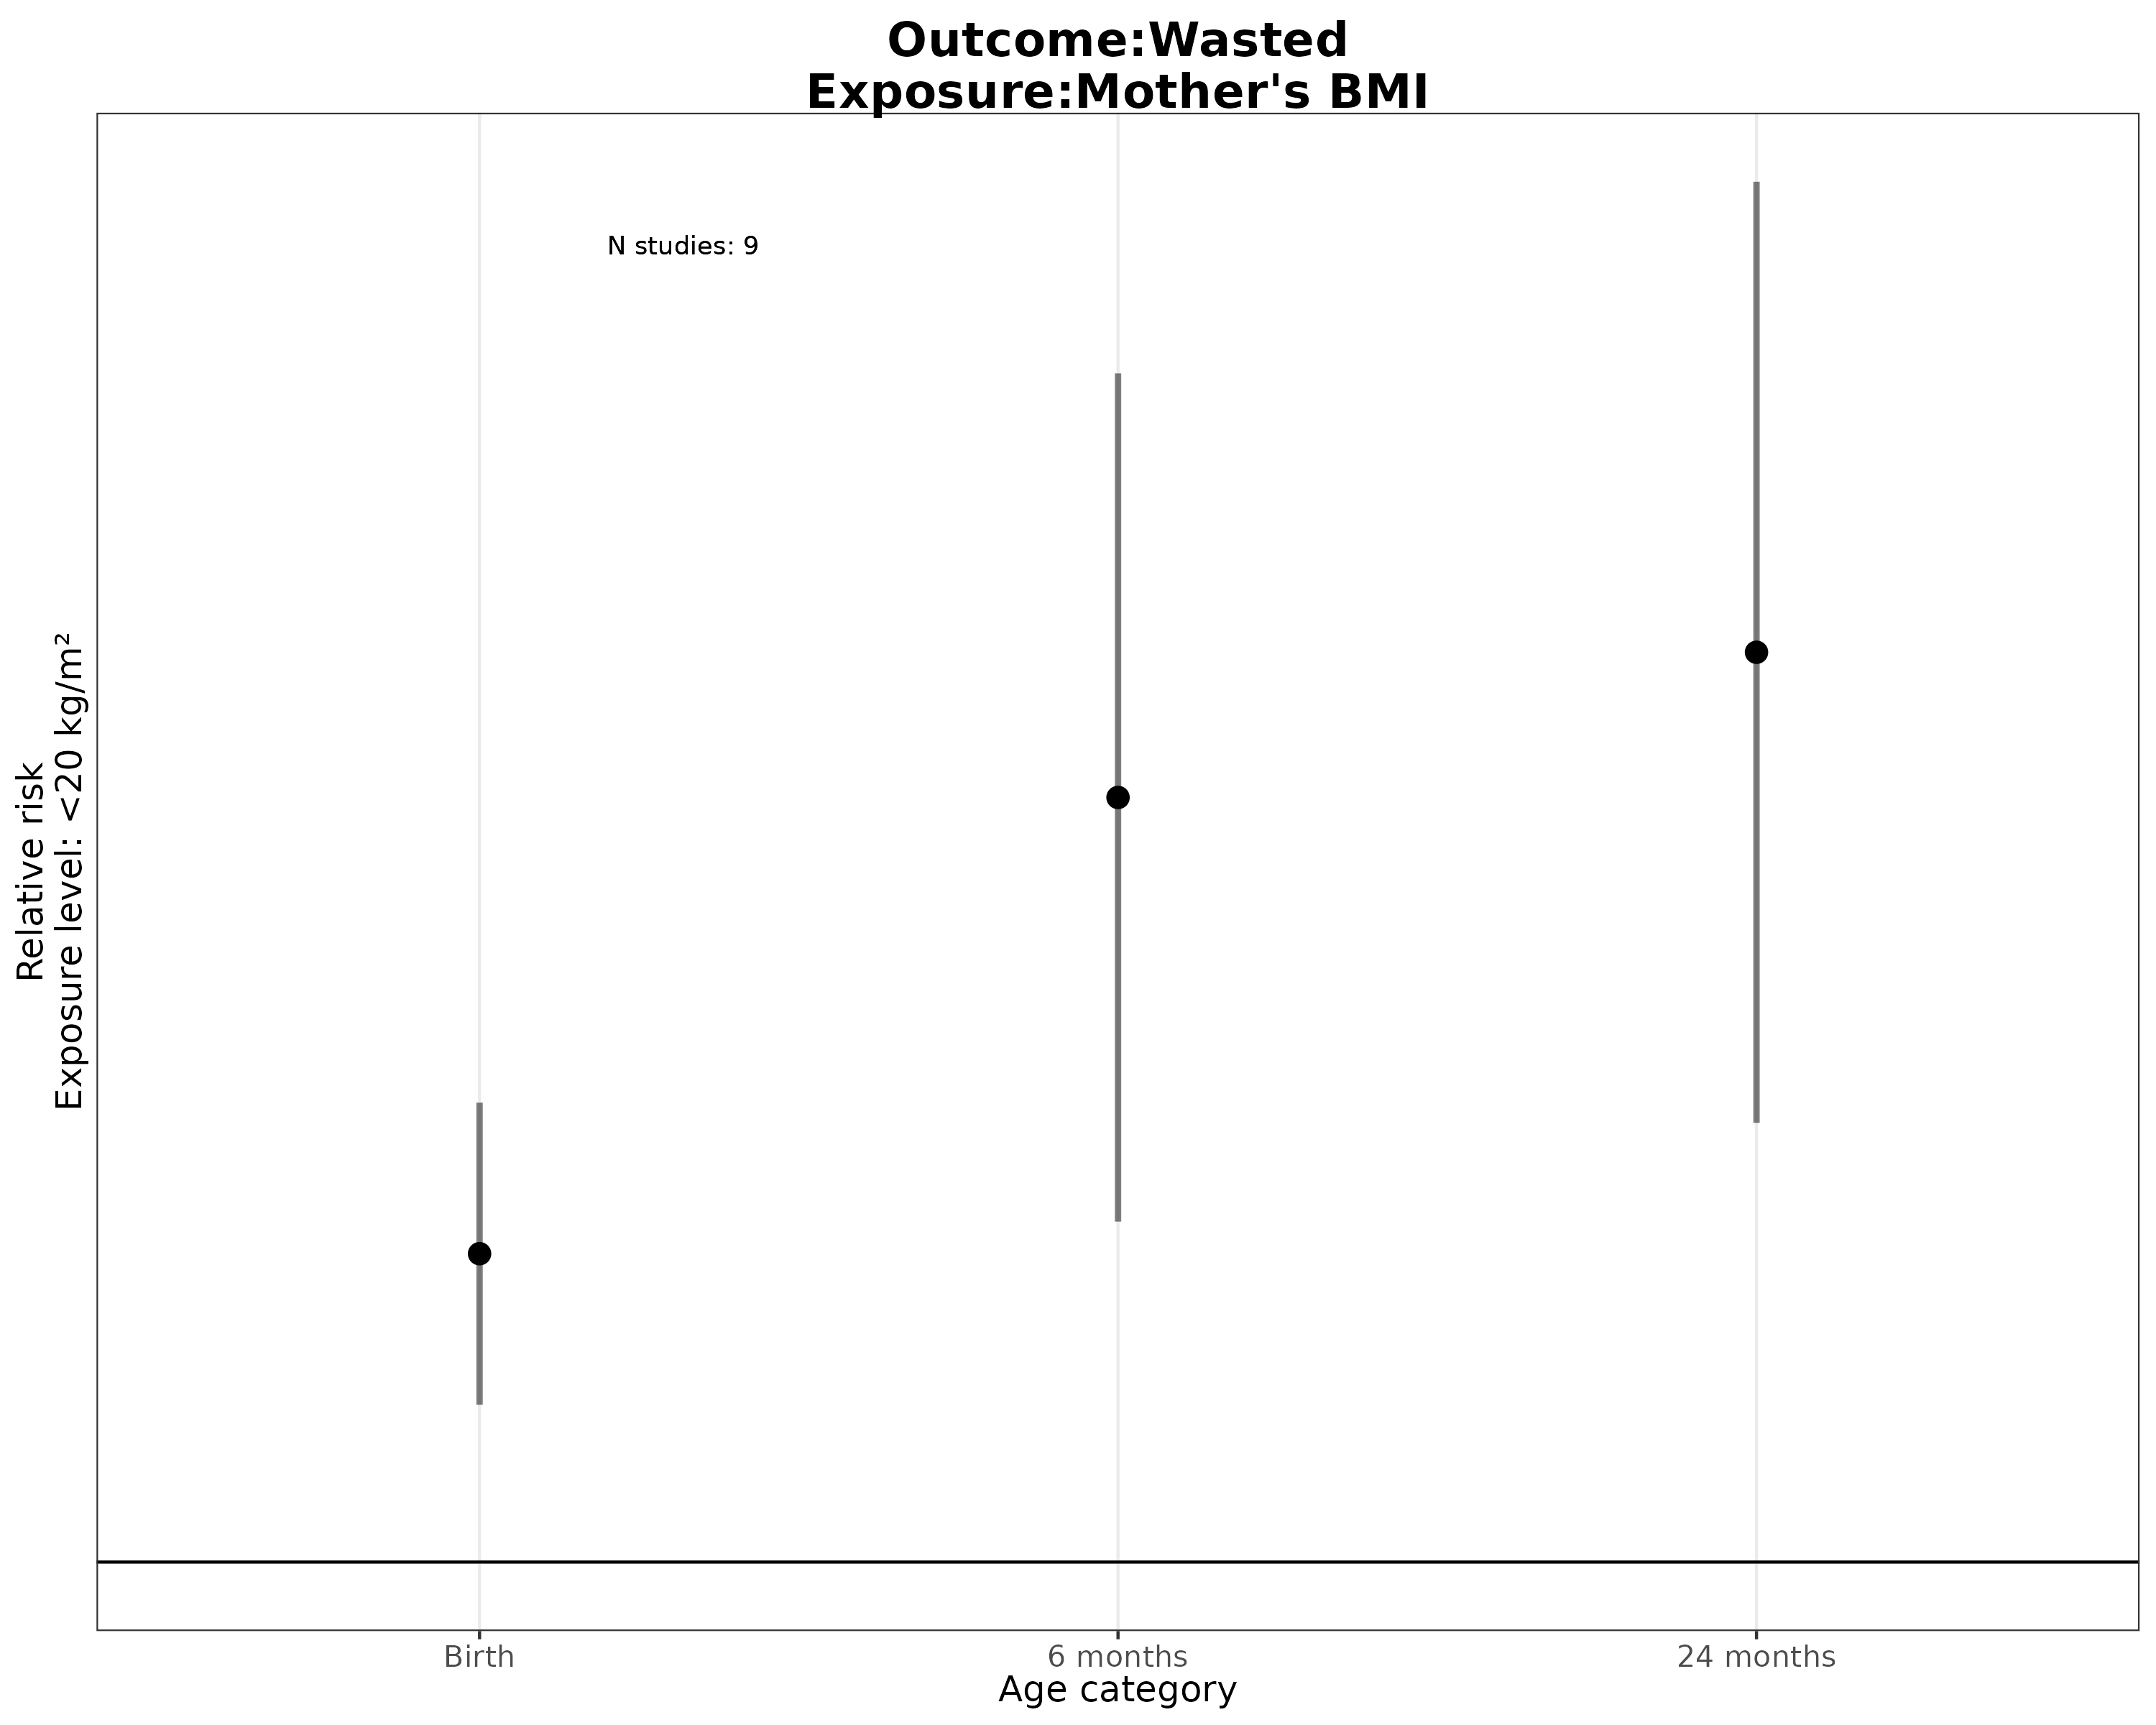 Outcome:Wasted
Exposure:Mother's BMI
N studies: 9
Relative risk
Exposure level: <20 kg/m²
Birth
6 months
24 months
Age category